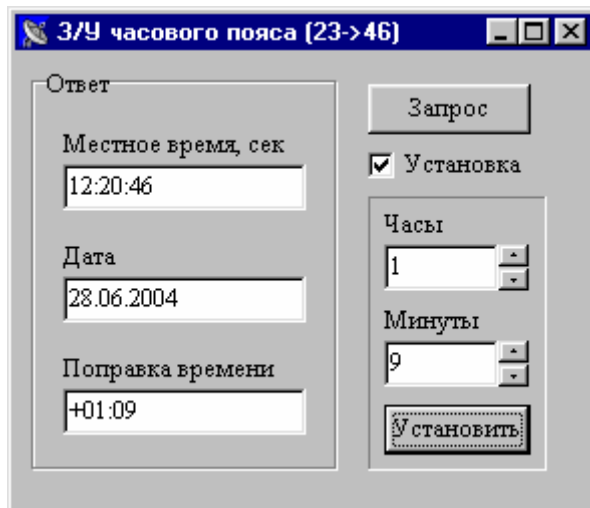 З/У часового пояса (23->46)
Ответ
Местное время, сек
12:20:46
Дата
28.06.2004
Поправка времени
+01:09
Запрос
Установка
Часы
1
Минуты
9
Установить